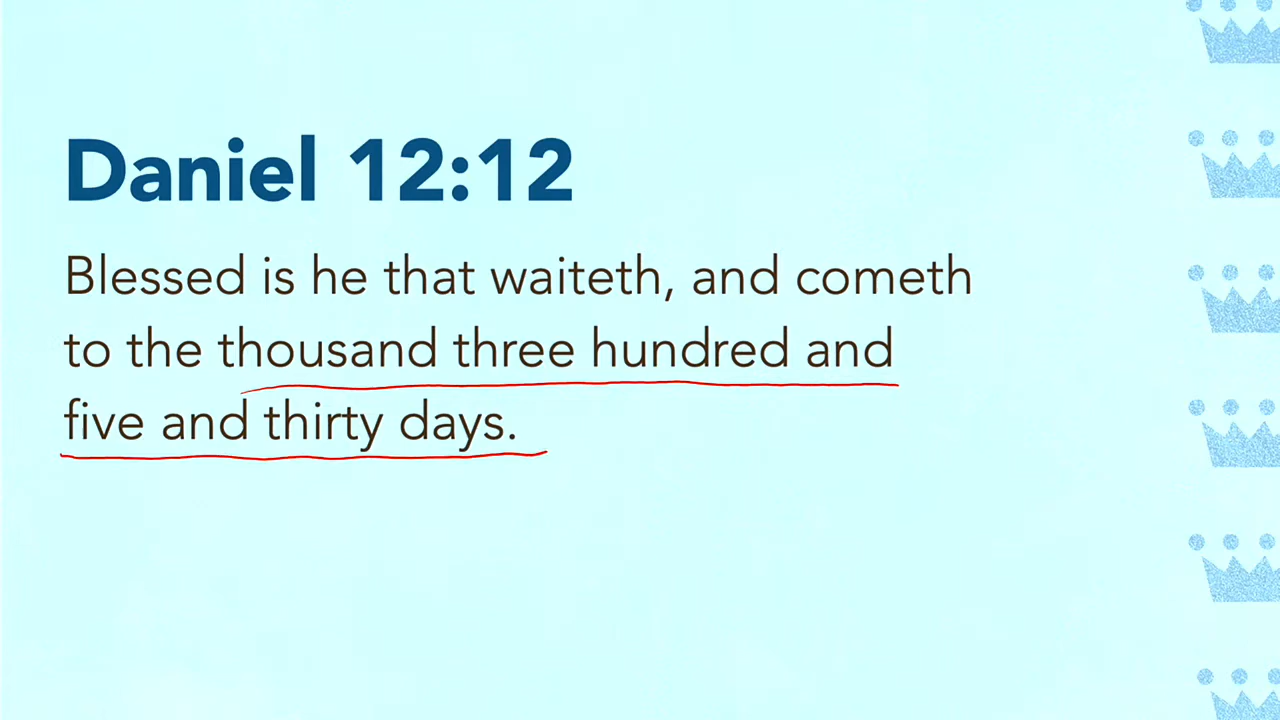 Daniel 12:12
Blessed is he that waiteth, and cometh
to the thousand three hundred and
five and thirty days.